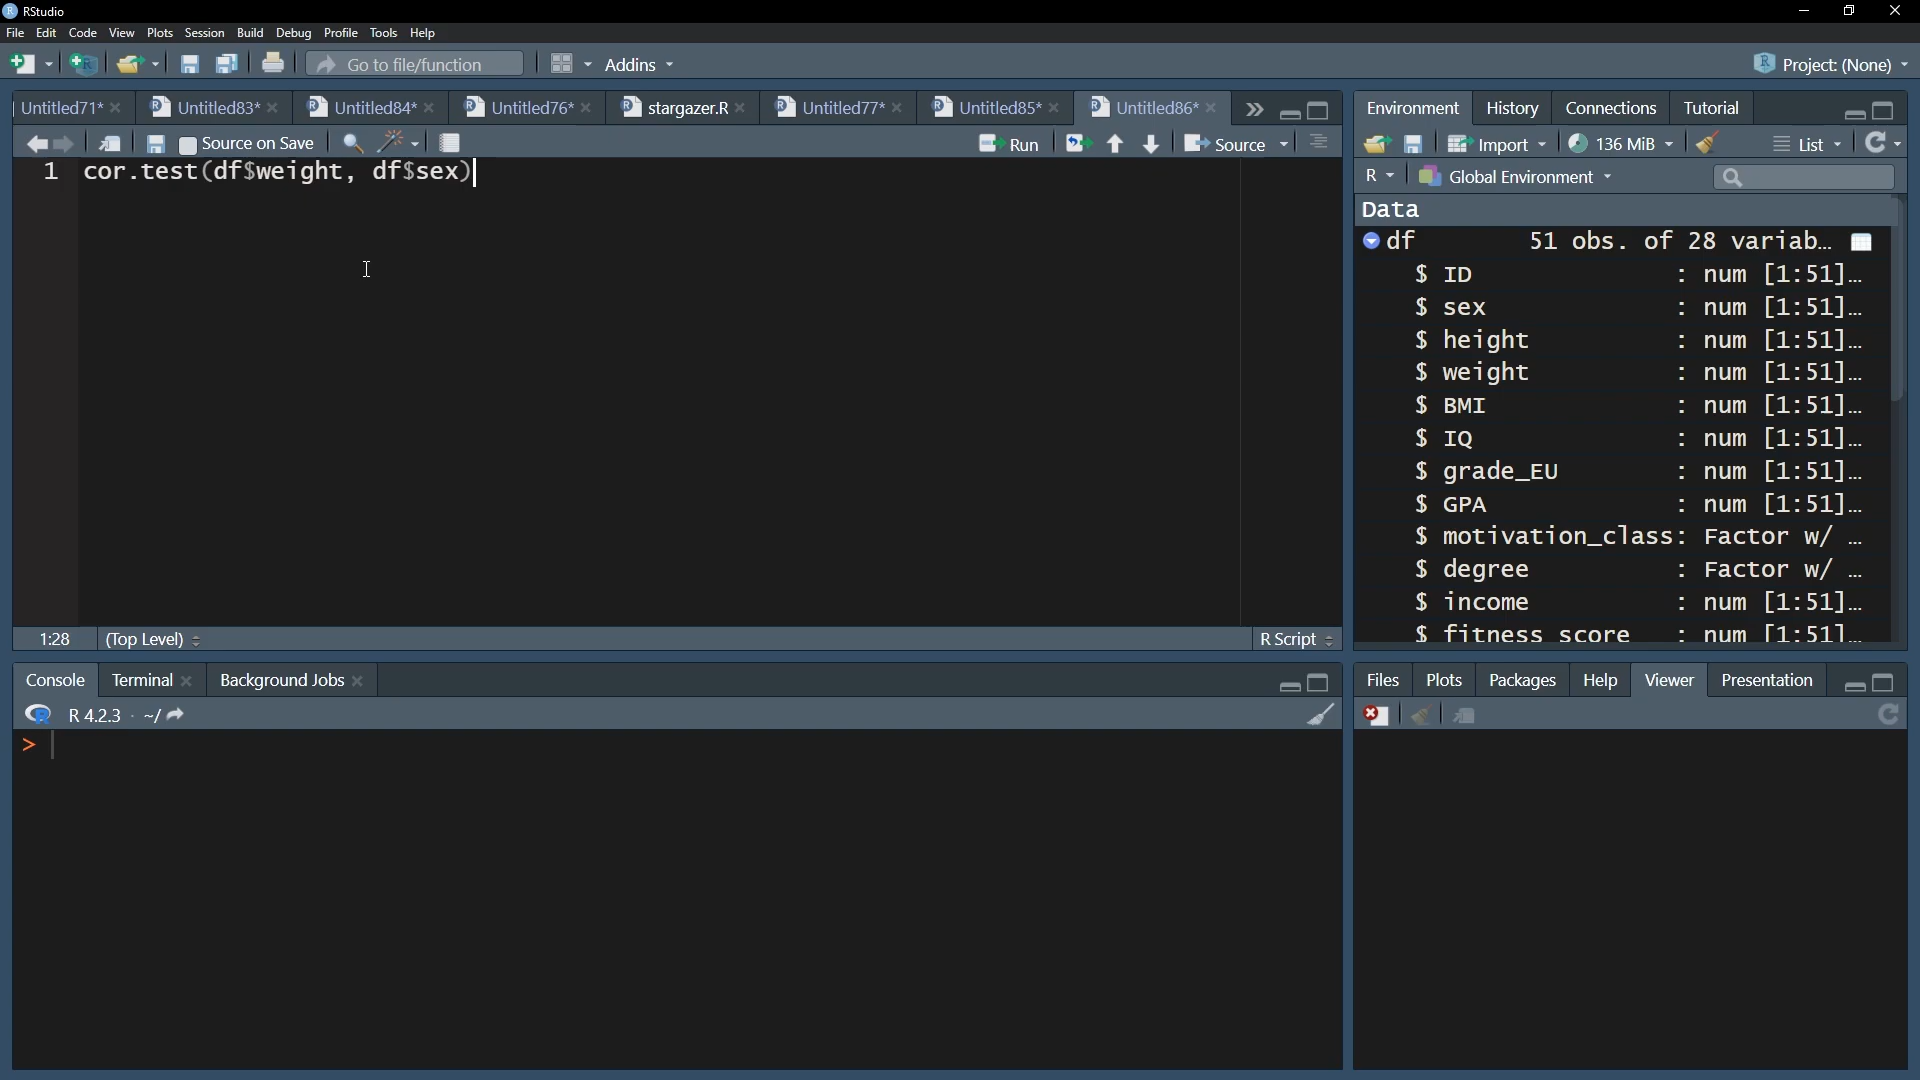 RStudio
File Edit Code View Plots Session Build Debug Profile Tools Help
Go to file/function Addins Project: (None)
Untitled71* Untitled83* Untitled84* Untitled76* stargazer.R Untitled77* Untitled85* Untitled86*
Source on Save Run Source
1 cor.test(df$weight, df$sex)
1:28 (Top Level) R Script
Console Terminal Background Jobs
R 4.2.3 · ~/
>
Environment History Connections Tutorial
Import 136 MiB List
R Global Environment
Data
df 51 obs. of 28 variab…
$ ID : num [1:51]…
$ sex : num [1:51]…
$ height : num [1:51]…
$ weight : num [1:51]…
$ BMI : num [1:51]…
$ IQ : num [1:51]…
$ grade_EU : num [1:51]…
$ GPA : num [1:51]…
$ motivation_class: Factor w/ …
$ degree : Factor w/ …
$ income : num [1:51]…
$ fitness_score : num [1:51]…
Files Plots Packages Help Viewer Presentation